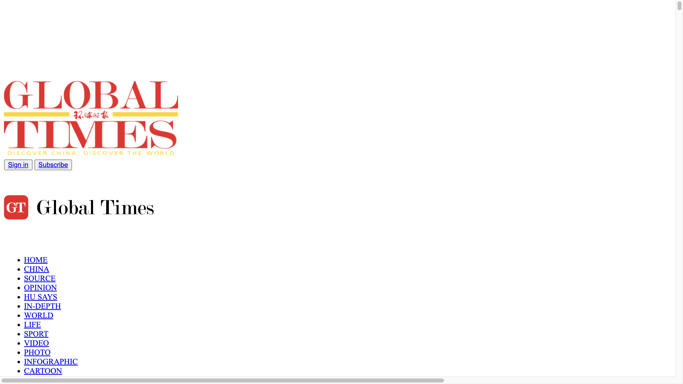 GLOBAL
环球时报
TIMES
DISCOVER CHINA, DISCOVER THE WORLD
Sign in Subscribe
GT Global Times
HOME
CHINA
SOURCE
OPINION
HU SAYS
IN-DEPTH
WORLD
LIFE
SPORT
VIDEO
PHOTO
INFOGRAPHIC
CARTOON